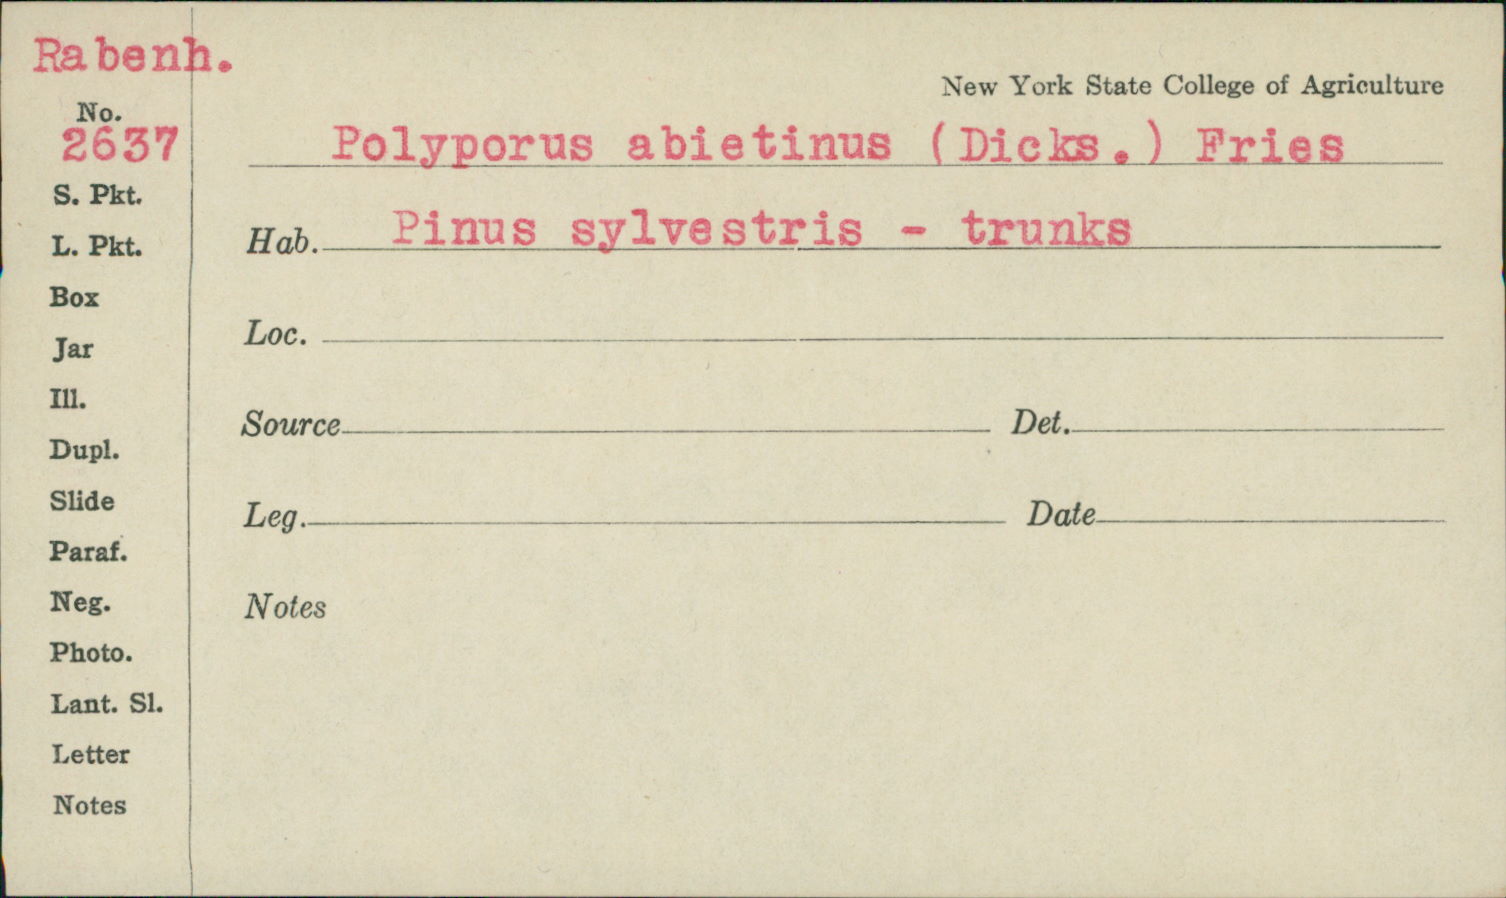 Rabenh.
New York State College of Agriculture
No.
2637
Polyporus abietinus (Dicks.) Fries
S. Pkt.
Hab. Pinus sylvestris - trunks
L. Pkt.
Box
Loc.
Jar
Ill.
Source Det.
Dupl.
Slide
Leg. Date
Paraf.
Neg.
Notes
Photo.
Lant. Sl.
Letter
Notes